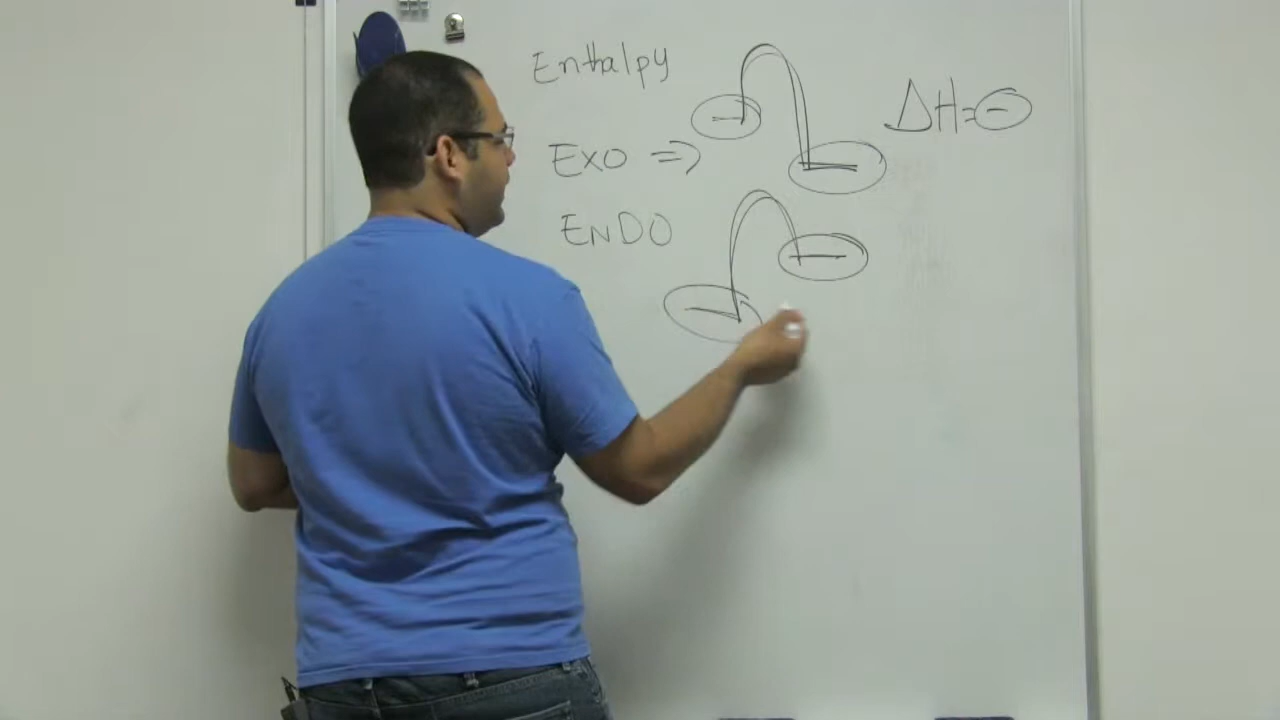 Enthalpy
ΔH=-
EXO =>
ENDO